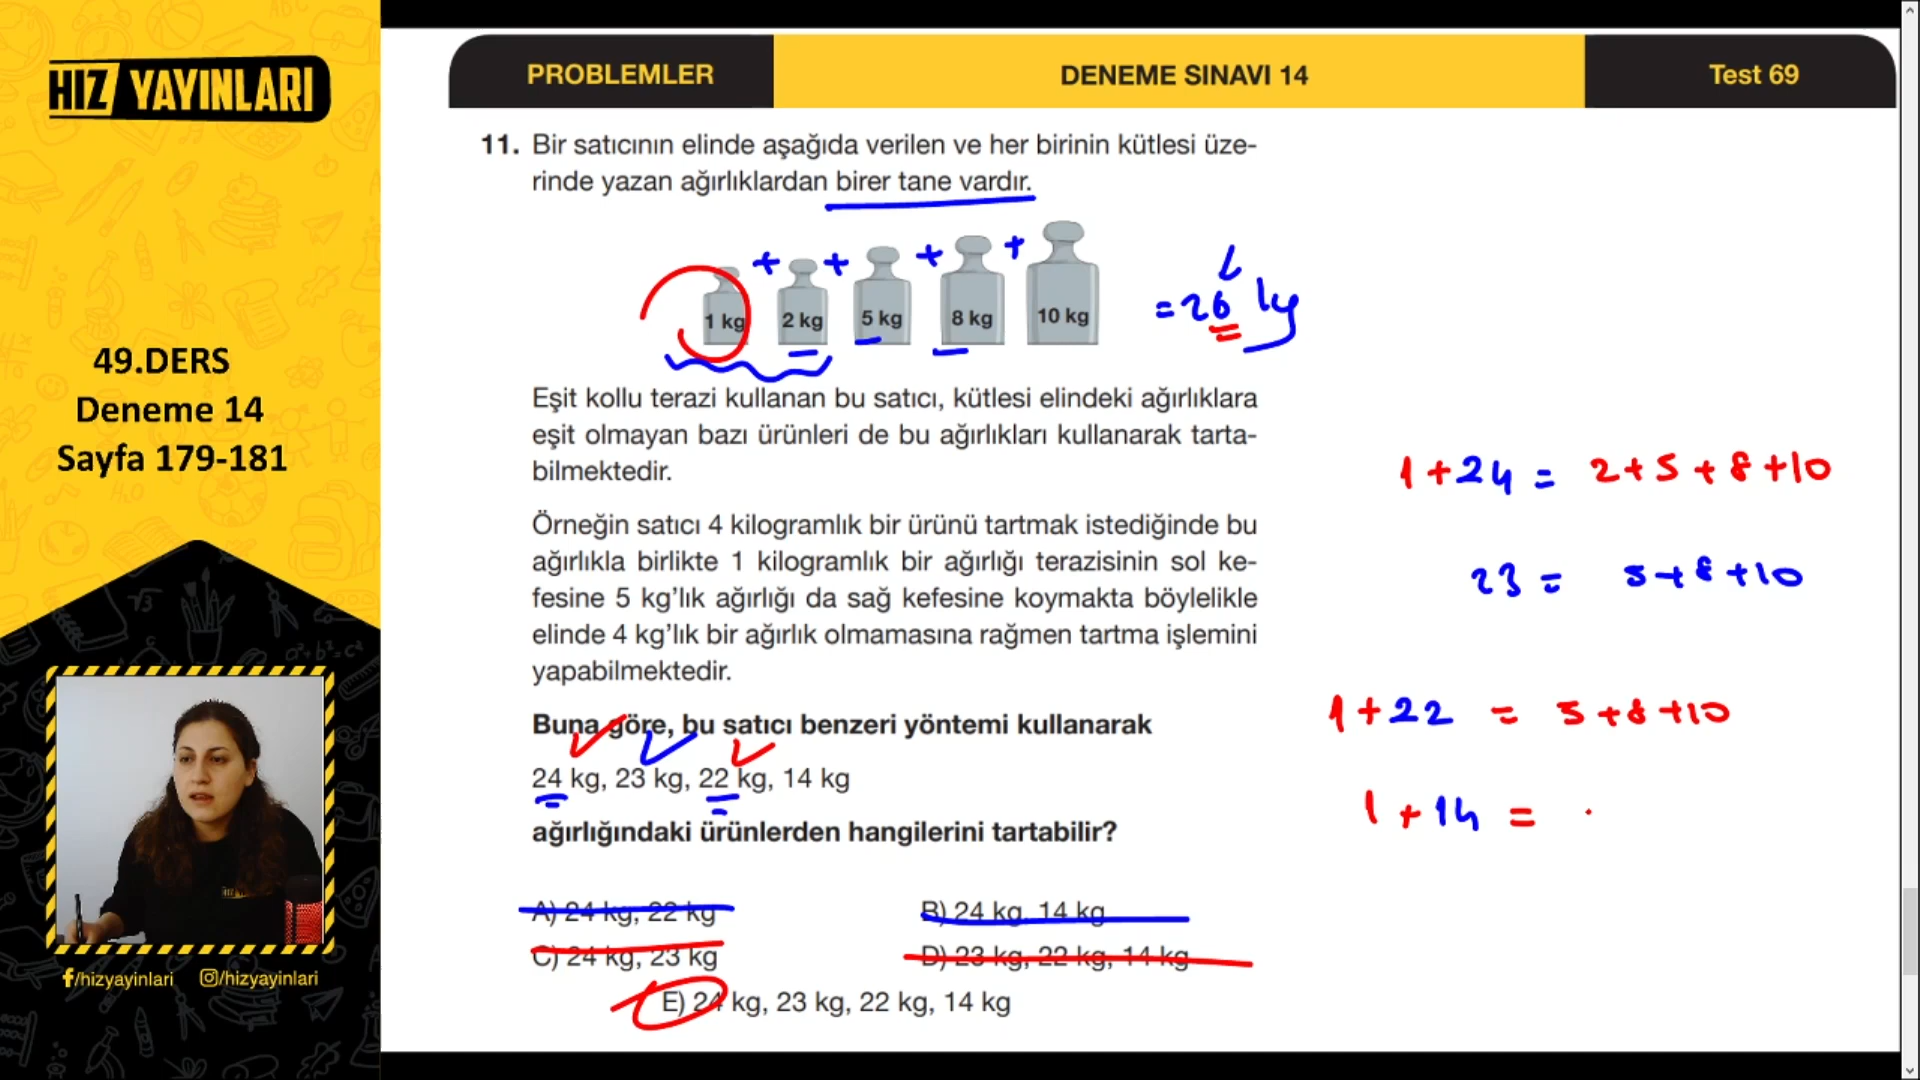 HIZ YAYINLARI
49.DERS
Deneme 14
Sayfa 179-181
/hizyayinlari /hizyayinlari
PROBLEMLER DENEME SINAVI 14 Test 69
11. Bir satıcının elinde aşağıda verilen ve her birinin kütlesi üze-
rinde yazan ağırlıklardan birer tane vardır.
+ + + +
1 kg 2 kg 5 kg 8 kg 10 kg = 26 kg
Eşit kollu terazi kullanan bu satıcı, kütlesi elindeki ağırlıklara
eşit olmayan bazı ürünleri de bu ağırlıkları kullanarak tarta-
bilmektedir.
Örneğin satıcı 4 kilogramlık bir ürünü tartmak istediğinde bu
ağırlıkla birlikte 1 kilogramlık bir ağırlığı terazisinin sol ke-
fesine 5 kg'lık ağırlığı da sağ kefesine koymakta böylelikle
elinde 4 kg'lık bir ağırlık olmamasına rağmen tartma işlemini
yapabilmektedir.
Buna göre, bu satıcı benzeri yöntemi kullanarak
24 kg, 23 kg, 22 kg, 14 kg
ağırlığındaki ürünlerden hangilerini tartabilir?
A) 24 kg, 22 kg B) 24 kg, 14 kg
C) 24 kg, 23 kg D) 23 kg, 22 kg, 14 kg
E) 24 kg, 23 kg, 22 kg, 14 kg
1 + 24 = 2 + 5 + 8 + 10
23 = 5 + 8 + 10
1 + 22 = 5 + 8 + 10
1 + 14 =